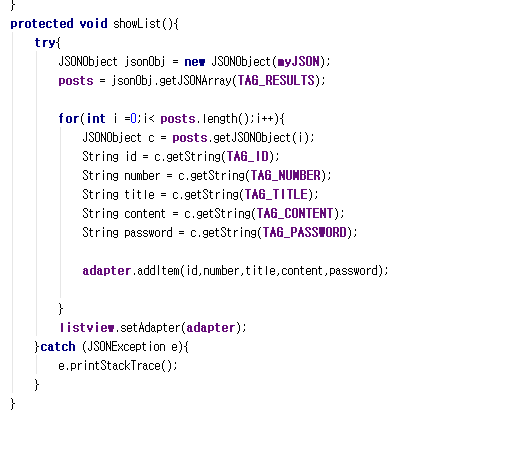 }
protected void showList(){
try{
JSONObject jsonObj = new JSONObject(myJSON);
posts = jsonObj.getJSONArray(TAG_RESULTS);
for(int i =0;i< posts.length();i++){
JSONObject c = posts.getJSONObject(i);
String id = c.getString(TAG_ID);
String number = c.getString(TAG_NUMBER);
String title = c.getString(TAG_TITLE);
String content = c.getString(TAG_CONTENT);
String password = c.getString(TAG_PASSWORD);
adapter.addItem(id,number,title,content,password);
}
listview.setAdapter(adapter);
}catch (JSONException e){
e.printStackTrace();
}
}